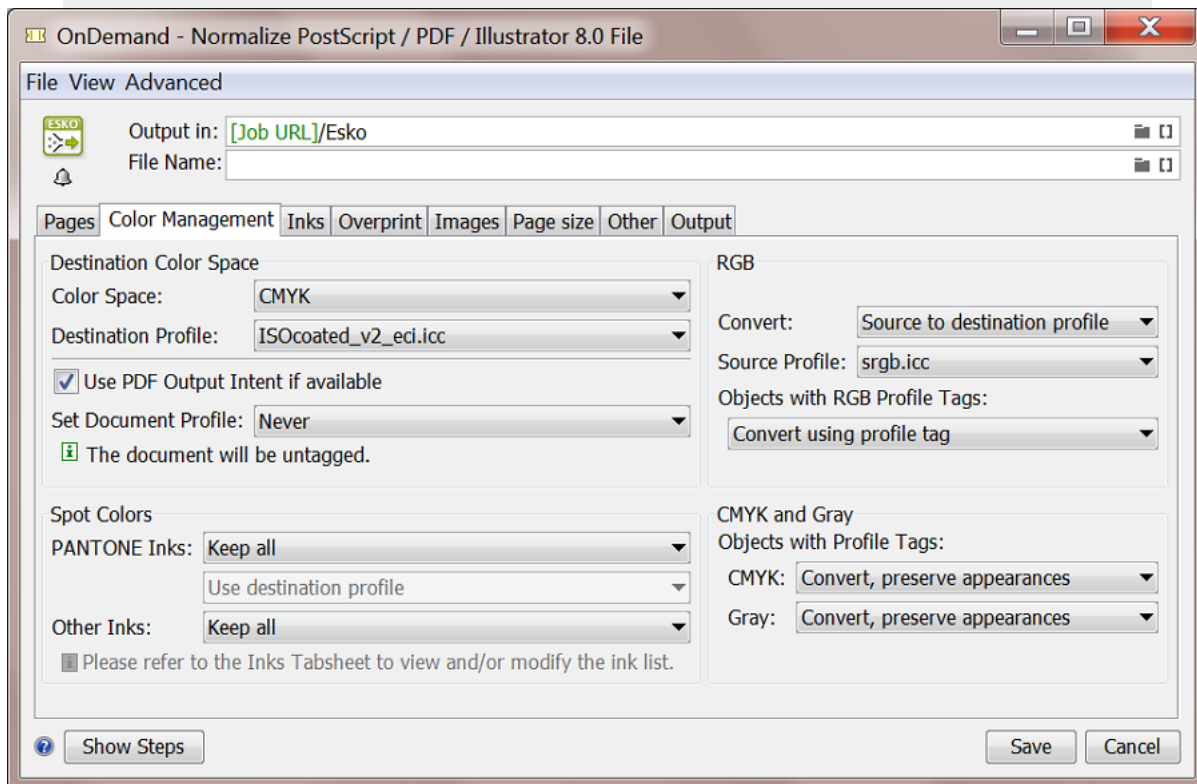 OnDemand - Normalize PostScript / PDF / Illustrator 8.0 File
File View Advanced
ESKO
Output in: [Job URL]/Esko
File Name:
Pages Color Management Inks Overprint Images Page size Other Output
Destination Color Space
Color Space: CMYK
Destination Profile: ISOcoated_v2_eci.icc
Use PDF Output Intent if available
Set Document Profile: Never
The document will be untagged.
RGB
Convert: Source to destination profile
Source Profile: srgb.icc
Objects with RGB Profile Tags:
Convert using profile tag
Spot Colors
PANTONE Inks: Keep all
Use destination profile
Other Inks: Keep all
Please refer to the Inks Tabsheet to view and/or modify the ink list.
CMYK and Gray
Objects with Profile Tags:
CMYK: Convert, preserve appearances
Gray: Convert, preserve appearances
Show Steps Save Cancel